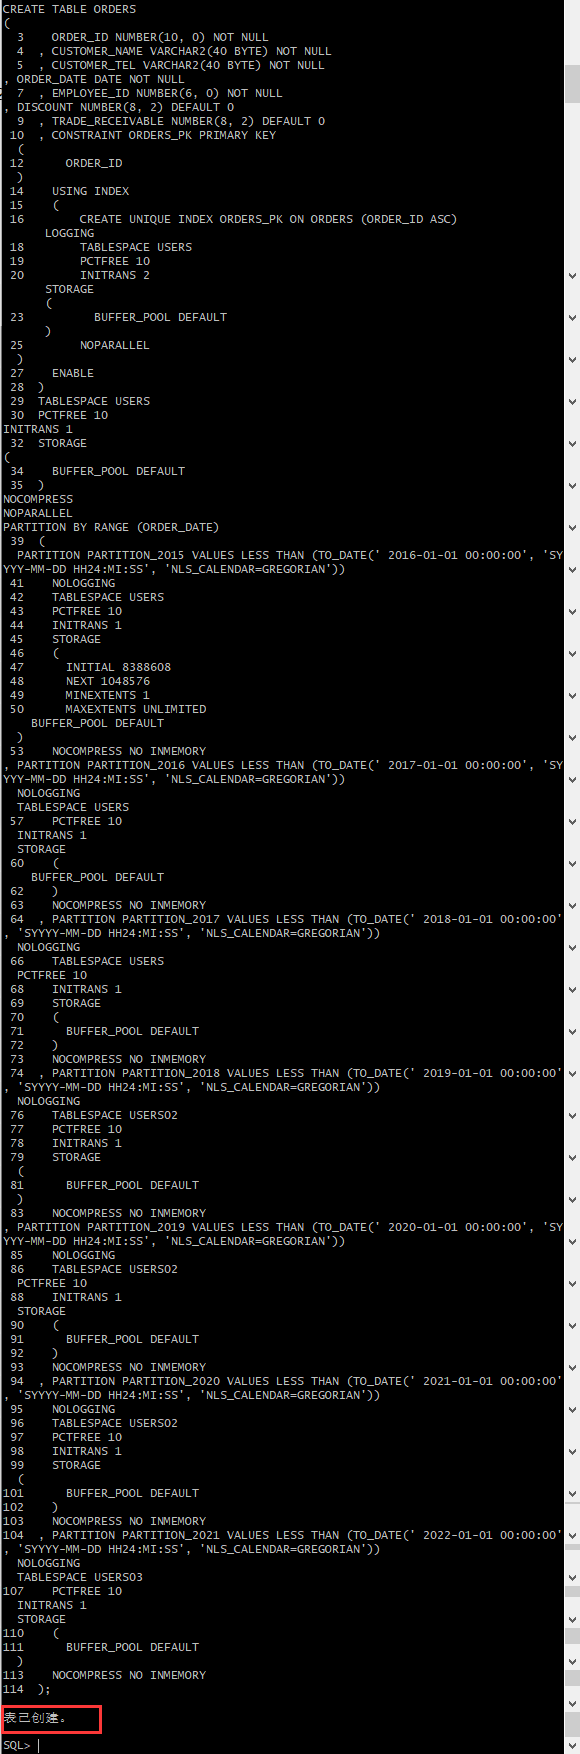 CREATE TABLE ORDERS
(
  3    ORDER_ID NUMBER(10, 0) NOT NULL
  4  , CUSTOMER_NAME VARCHAR2(40 BYTE) NOT NULL
  5  , CUSTOMER_TEL VARCHAR2(40 BYTE) NOT NULL
, ORDER_DATE DATE NOT NULL
  7  , EMPLOYEE_ID NUMBER(6, 0) NOT NULL
, DISCOUNT NUMBER(8, 2) DEFAULT 0
  9  , TRADE_RECEIVABLE NUMBER(8, 2) DEFAULT 0
 10  , CONSTRAINT ORDERS_PK PRIMARY KEY
  (
 12      ORDER_ID
  )
 14    USING INDEX
 15    (
 16        CREATE UNIQUE INDEX ORDERS_PK ON ORDERS (ORDER_ID ASC)
      LOGGING
 18        TABLESPACE USERS
 19        PCTFREE 10
 20        INITRANS 2
      STORAGE
      (
 23          BUFFER_POOL DEFAULT
      )
 25        NOPARALLEL
  )
 27    ENABLE
 28  )
 29  TABLESPACE USERS
 30  PCTFREE 10
INITRANS 1
 32  STORAGE
(
 34    BUFFER_POOL DEFAULT
 35  )
NOCOMPRESS
NOPARALLEL
PARTITION BY RANGE (ORDER_DATE)
 39  (
  PARTITION PARTITION_2015 VALUES LESS THAN (TO_DATE(' 2016-01-01 00:00:00', 'SY
YYY-MM-DD HH24:MI:SS', 'NLS_CALENDAR=GREGORIAN'))
 41    NOLOGGING
 42    TABLESPACE USERS
 43    PCTFREE 10
 44    INITRANS 1
 45    STORAGE
 46    (
 47      INITIAL 8388608
 48      NEXT 1048576
 49      MINEXTENTS 1
 50      MAXEXTENTS UNLIMITED
    BUFFER_POOL DEFAULT
  )
 53    NOCOMPRESS NO INMEMORY
, PARTITION PARTITION_2016 VALUES LESS THAN (TO_DATE(' 2017-01-01 00:00:00', 'SY
YYY-MM-DD HH24:MI:SS', 'NLS_CALENDAR=GREGORIAN'))
  NOLOGGING
  TABLESPACE USERS
 57    PCTFREE 10
  INITRANS 1
  STORAGE
 60    (
    BUFFER_POOL DEFAULT
 62    )
 63    NOCOMPRESS NO INMEMORY
 64  , PARTITION PARTITION_2017 VALUES LESS THAN (TO_DATE(' 2018-01-01 00:00:00'
, 'SYYYY-MM-DD HH24:MI:SS', 'NLS_CALENDAR=GREGORIAN'))
  NOLOGGING
 66    TABLESPACE USERS
  PCTFREE 10
 68    INITRANS 1
 69    STORAGE
 70    (
 71      BUFFER_POOL DEFAULT
 72    )
 73    NOCOMPRESS NO INMEMORY
 74  , PARTITION PARTITION_2018 VALUES LESS THAN (TO_DATE(' 2019-01-01 00:00:00'
, 'SYYYY-MM-DD HH24:MI:SS', 'NLS_CALENDAR=GREGORIAN'))
  NOLOGGING
 76    TABLESPACE USERS02
 77    PCTFREE 10
 78    INITRANS 1
 79    STORAGE
  (
 81      BUFFER_POOL DEFAULT
  )
 83    NOCOMPRESS NO INMEMORY
, PARTITION PARTITION_2019 VALUES LESS THAN (TO_DATE(' 2020-01-01 00:00:00', 'SY
YYY-MM-DD HH24:MI:SS', 'NLS_CALENDAR=GREGORIAN'))
 85    NOLOGGING
 86    TABLESPACE USERS02
  PCTFREE 10
 88    INITRANS 1
  STORAGE
 90    (
 91      BUFFER_POOL DEFAULT
 92    )
 93    NOCOMPRESS NO INMEMORY
 94  , PARTITION PARTITION_2020 VALUES LESS THAN (TO_DATE(' 2021-01-01 00:00:00'
, 'SYYYY-MM-DD HH24:MI:SS', 'NLS_CALENDAR=GREGORIAN'))
 95    NOLOGGING
 96    TABLESPACE USERS02
 97    PCTFREE 10
 98    INITRANS 1
 99    STORAGE
  (
101      BUFFER_POOL DEFAULT
102    )
103    NOCOMPRESS NO INMEMORY
104  , PARTITION PARTITION_2021 VALUES LESS THAN (TO_DATE(' 2022-01-01 00:00:00'
, 'SYYYY-MM-DD HH24:MI:SS', 'NLS_CALENDAR=GREGORIAN'))
  NOLOGGING
  TABLESPACE USERS03
107    PCTFREE 10
  INITRANS 1
  STORAGE
110    (
111      BUFFER_POOL DEFAULT
  )
113    NOCOMPRESS NO INMEMORY
114  );
表已创建。
SQL>